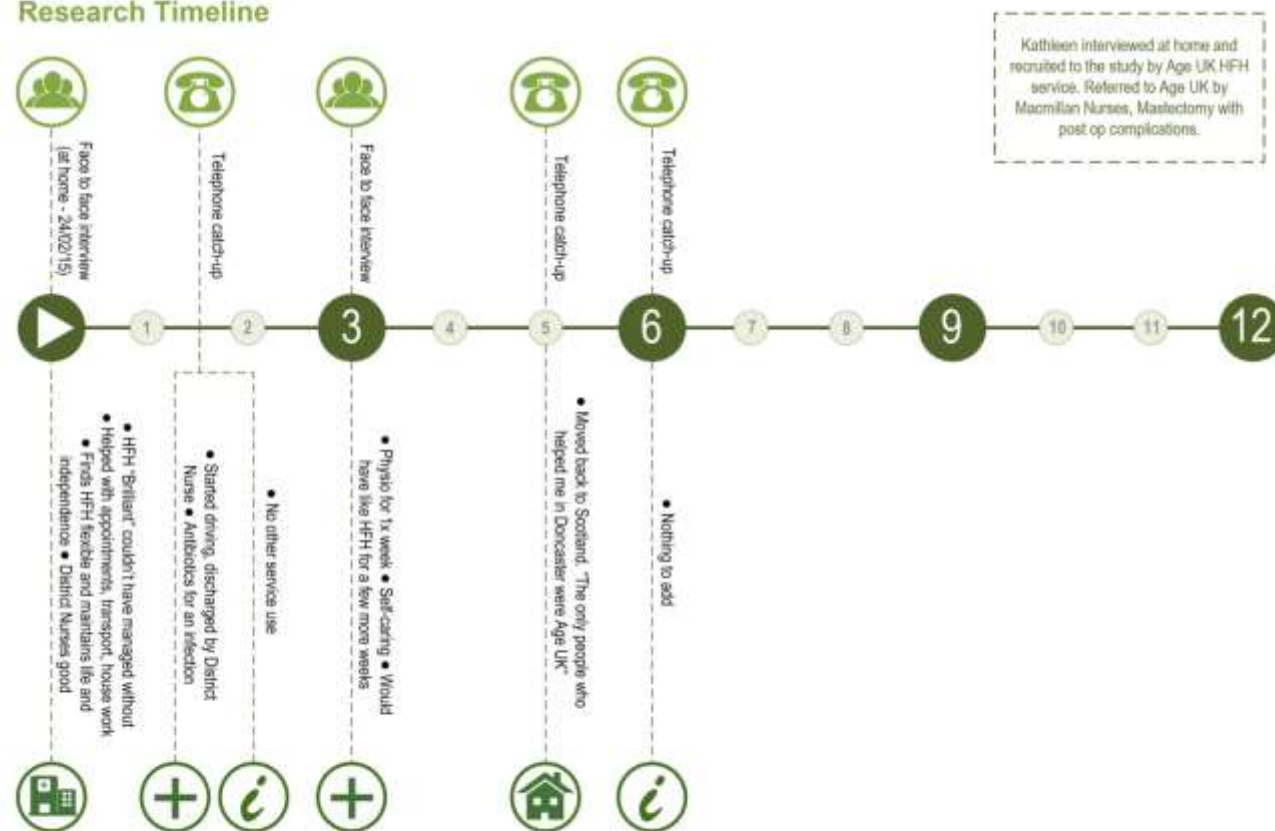 Research Timeline
Kathleen interviewed at home and
recruited to the study by Age UK HFH
service. Referred to Age UK by
Macmillan Nurses, Mastectomy with
post op complications.
Face to face interview
(at home - 24/02/15)
Telephone catch-up
Face to face interview
Telephone catch-up
Telephone catch-up
1
2
3
4
5
6
7
8
9
10
11
12
● HFH "Brilliant" couldn't have managed without
● Helped with appointments, transport, house work
● Finds HFH flexible and maintains life and
independence ● District Nurses good
● Started driving, discharged by District
Nurse ● Antibiotics for an infection
● No other service use
● Physio for 1x week ● Self-caring ● Would
have like HFH for a few more weeks
● Moved back to Scotland. "The only people who
helped me in Doncaster were Age UK"
● Nothing to add
i
i